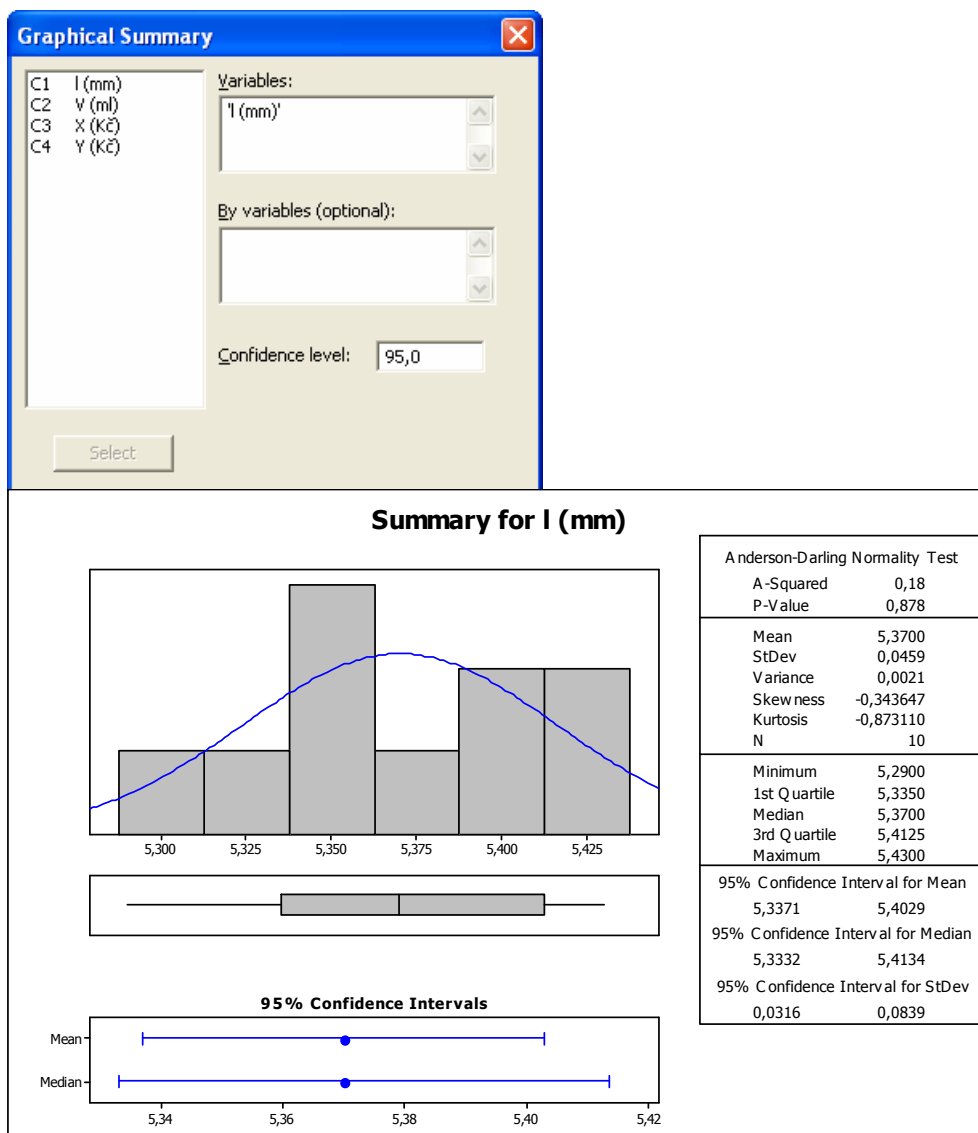 Graphical Summary
C1 l (mm)
C2 V (ml)
C3 X (Kč)
C4 Y (Kč)
Variables:
'l (mm)'
By variables (optional):
Confidence level: 95,0
Select
Summary for l (mm)
5,300 5,325 5,350 5,375 5,400 5,425
95% Confidence Intervals
Mean
Median
5,34 5,36 5,38 5,40 5,42
Anderson-Darling Normality Test
A-Squared 0,18
P-Value 0,878
Mean 5,3700
StDev 0,0459
Variance 0,0021
Skewness -0,343647
Kurtosis -0,873110
N 10
Minimum 5,2900
1st Quartile 5,3350
Median 5,3700
3rd Quartile 5,4125
Maximum 5,4300
95% Confidence Interval for Mean
5,3371 5,4029
95% Confidence Interval for Median
5,3332 5,4134
95% Confidence Interval for StDev
0,0316 0,0839